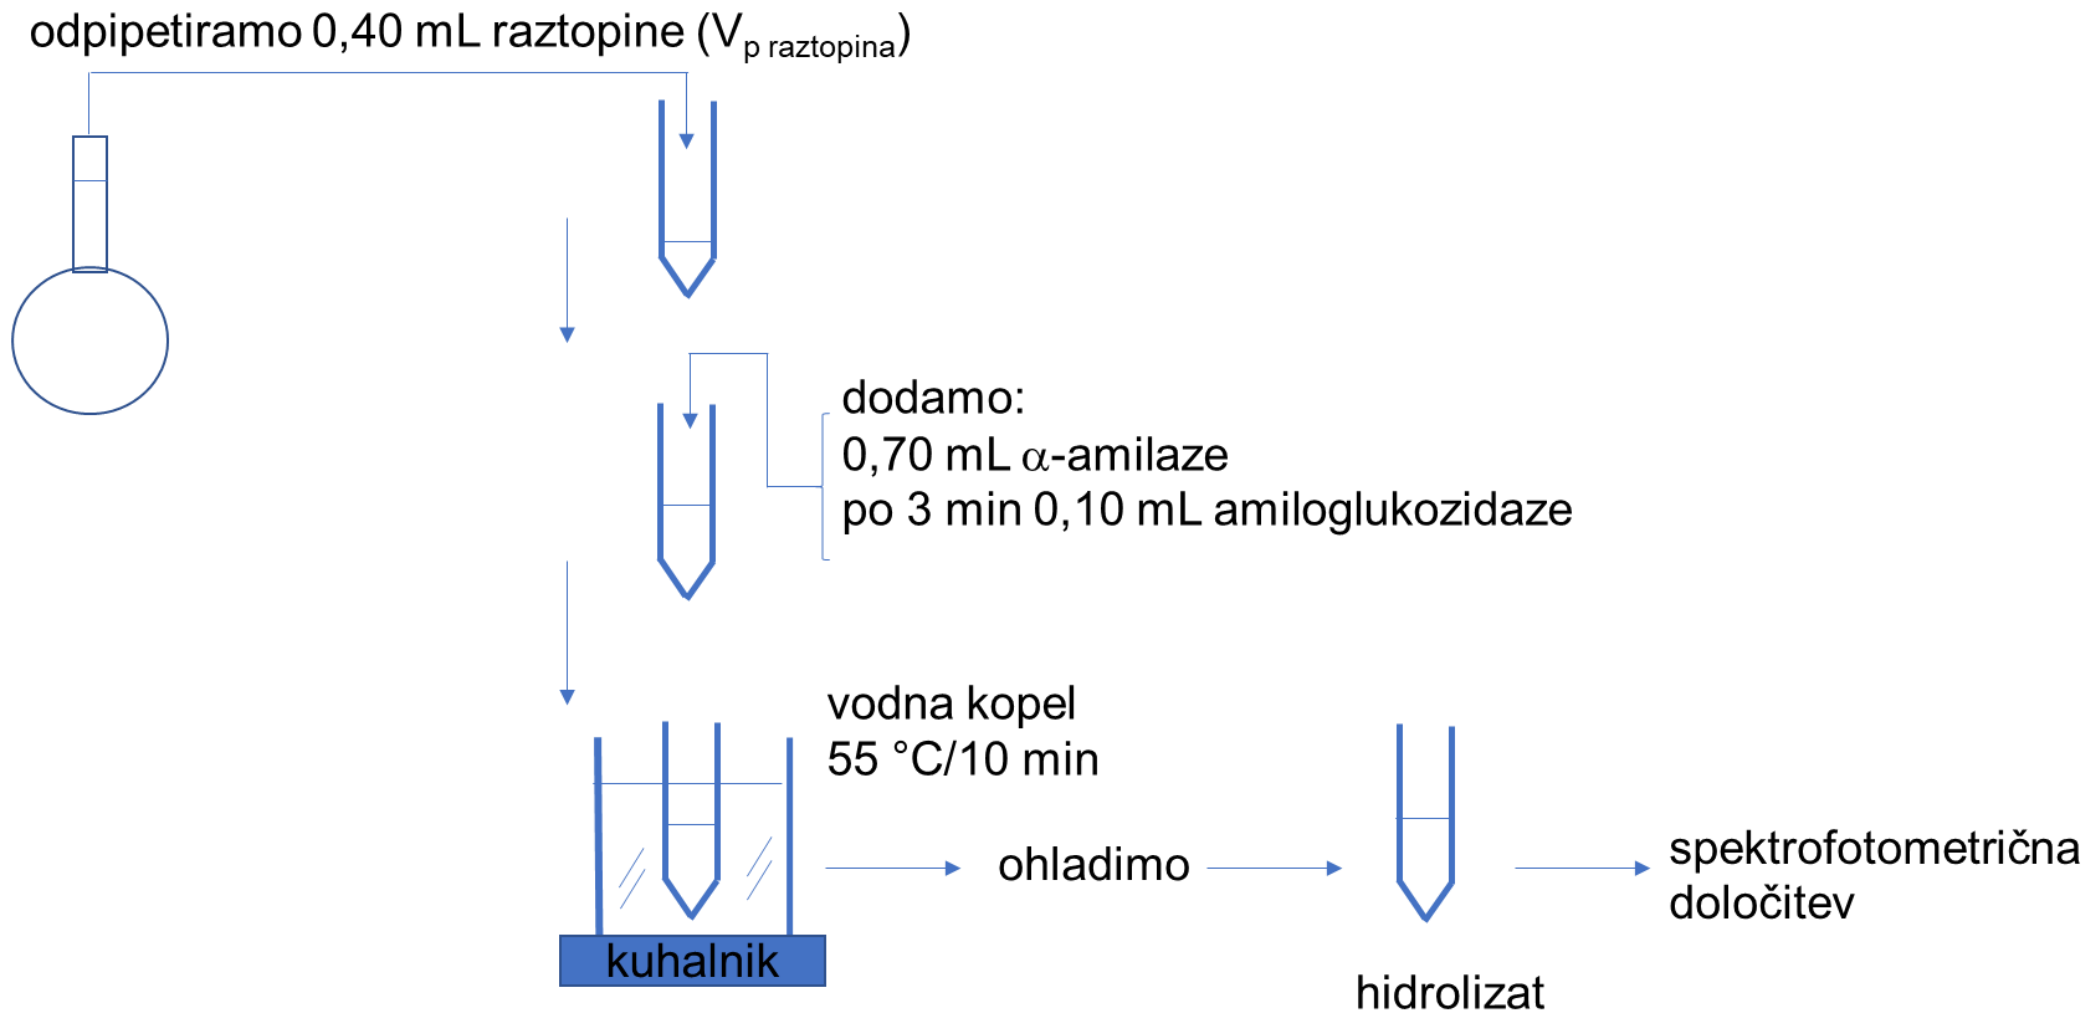 odpipetiramo 0,40 mL raztopine (Vp raztopina)
dodamo:
0,70 mL α-amilaze
po 3 min 0,10 mL amiloglukozidaze
vodna kopel
55 °C/10 min
ohladimo
spektrofotometrična
določitev
kuhalnik
hidrolizat